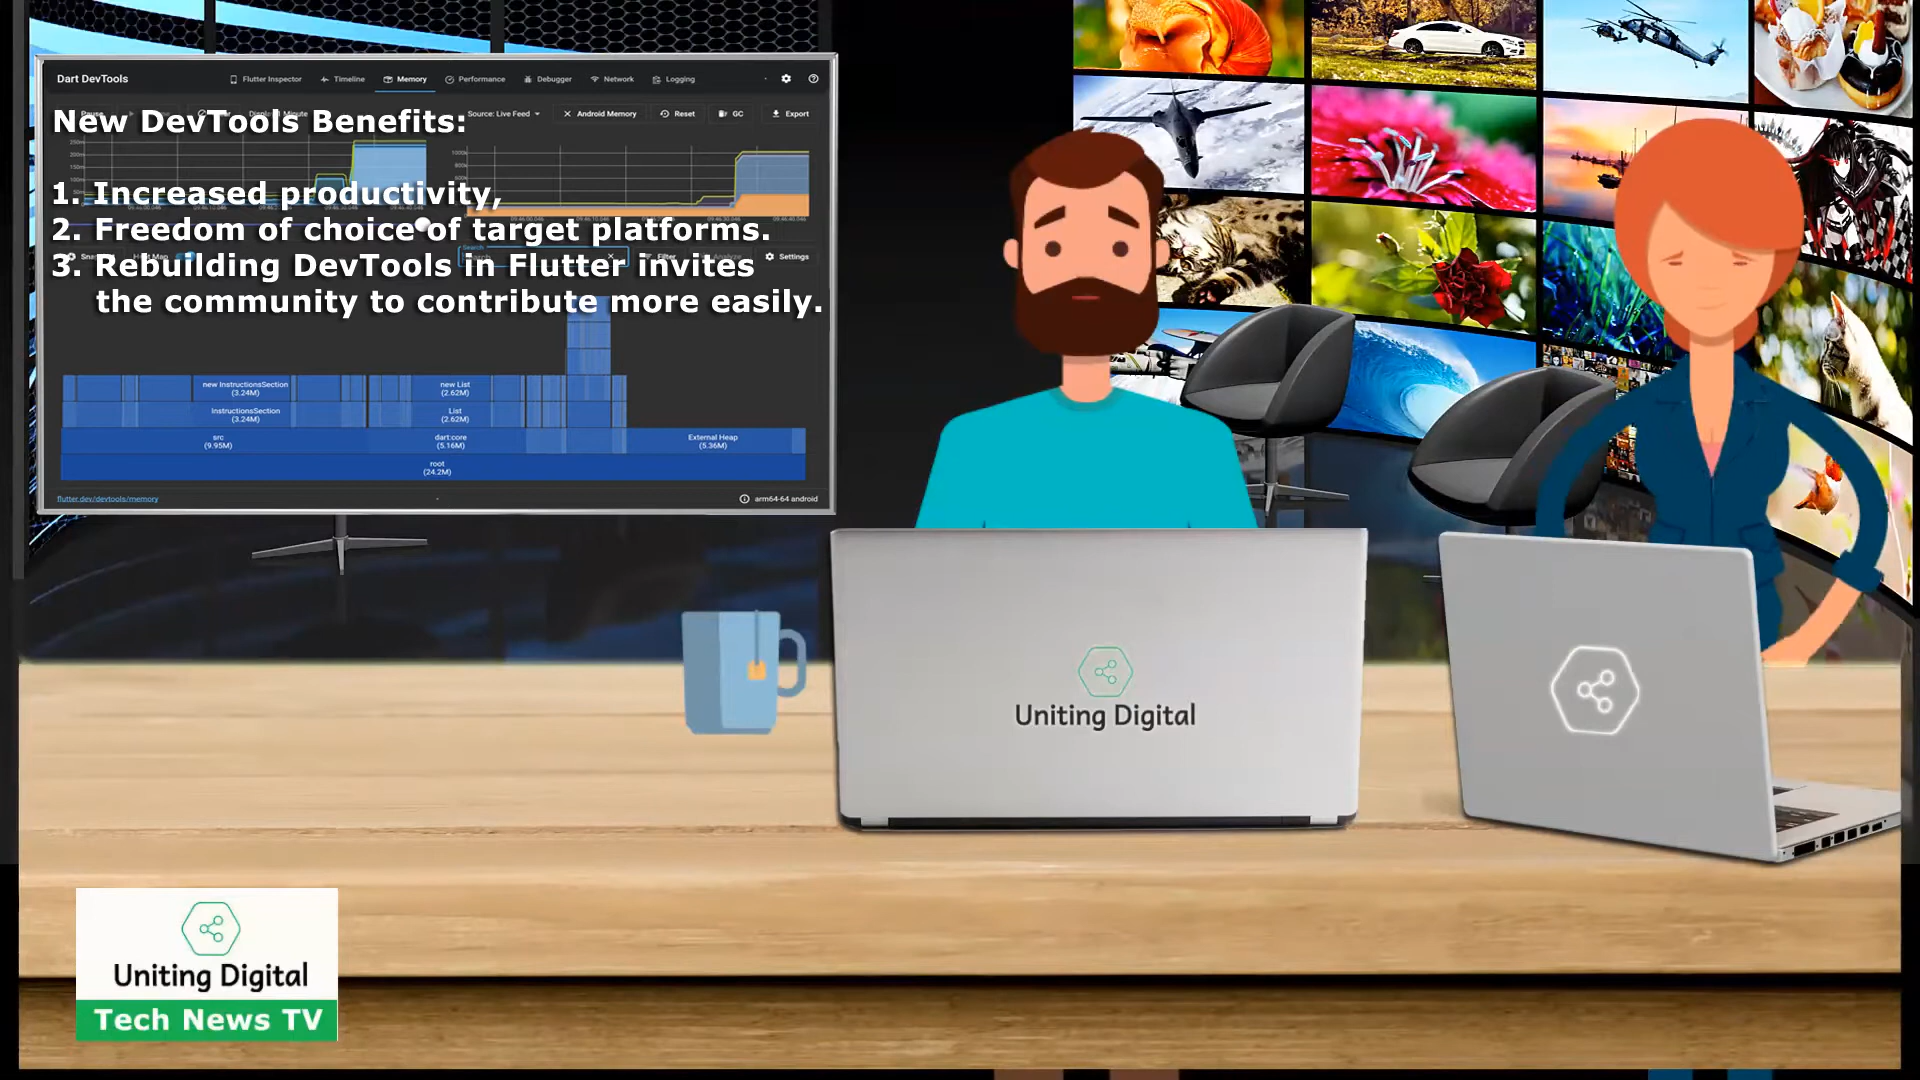 Dart DevTools
Flutter Inspector
Timeline
Memory
Performance
Debugger
Network
Logging
Source: Live Feed
Android Memory
Reset
GC
Export
New DevTools Benefits:
1. Increased productivity,
2. Freedom of choice of target platforms.
3. Rebuilding DevTools in Flutter invites
the community to contribute more easily.
Search
Filter
Settings
new InstructionsSection
(3.24M)
new List
(2.62M)
InstructionsSection
(3.24M)
List
(2.62M)
src
(9.95M)
dart:core
(5.16M)
External Heap
(5.36M)
root
(24.2M)
flutter.dev/devtools/memory
arm64-64 android
Uniting Digital
Uniting Digital
Tech News TV